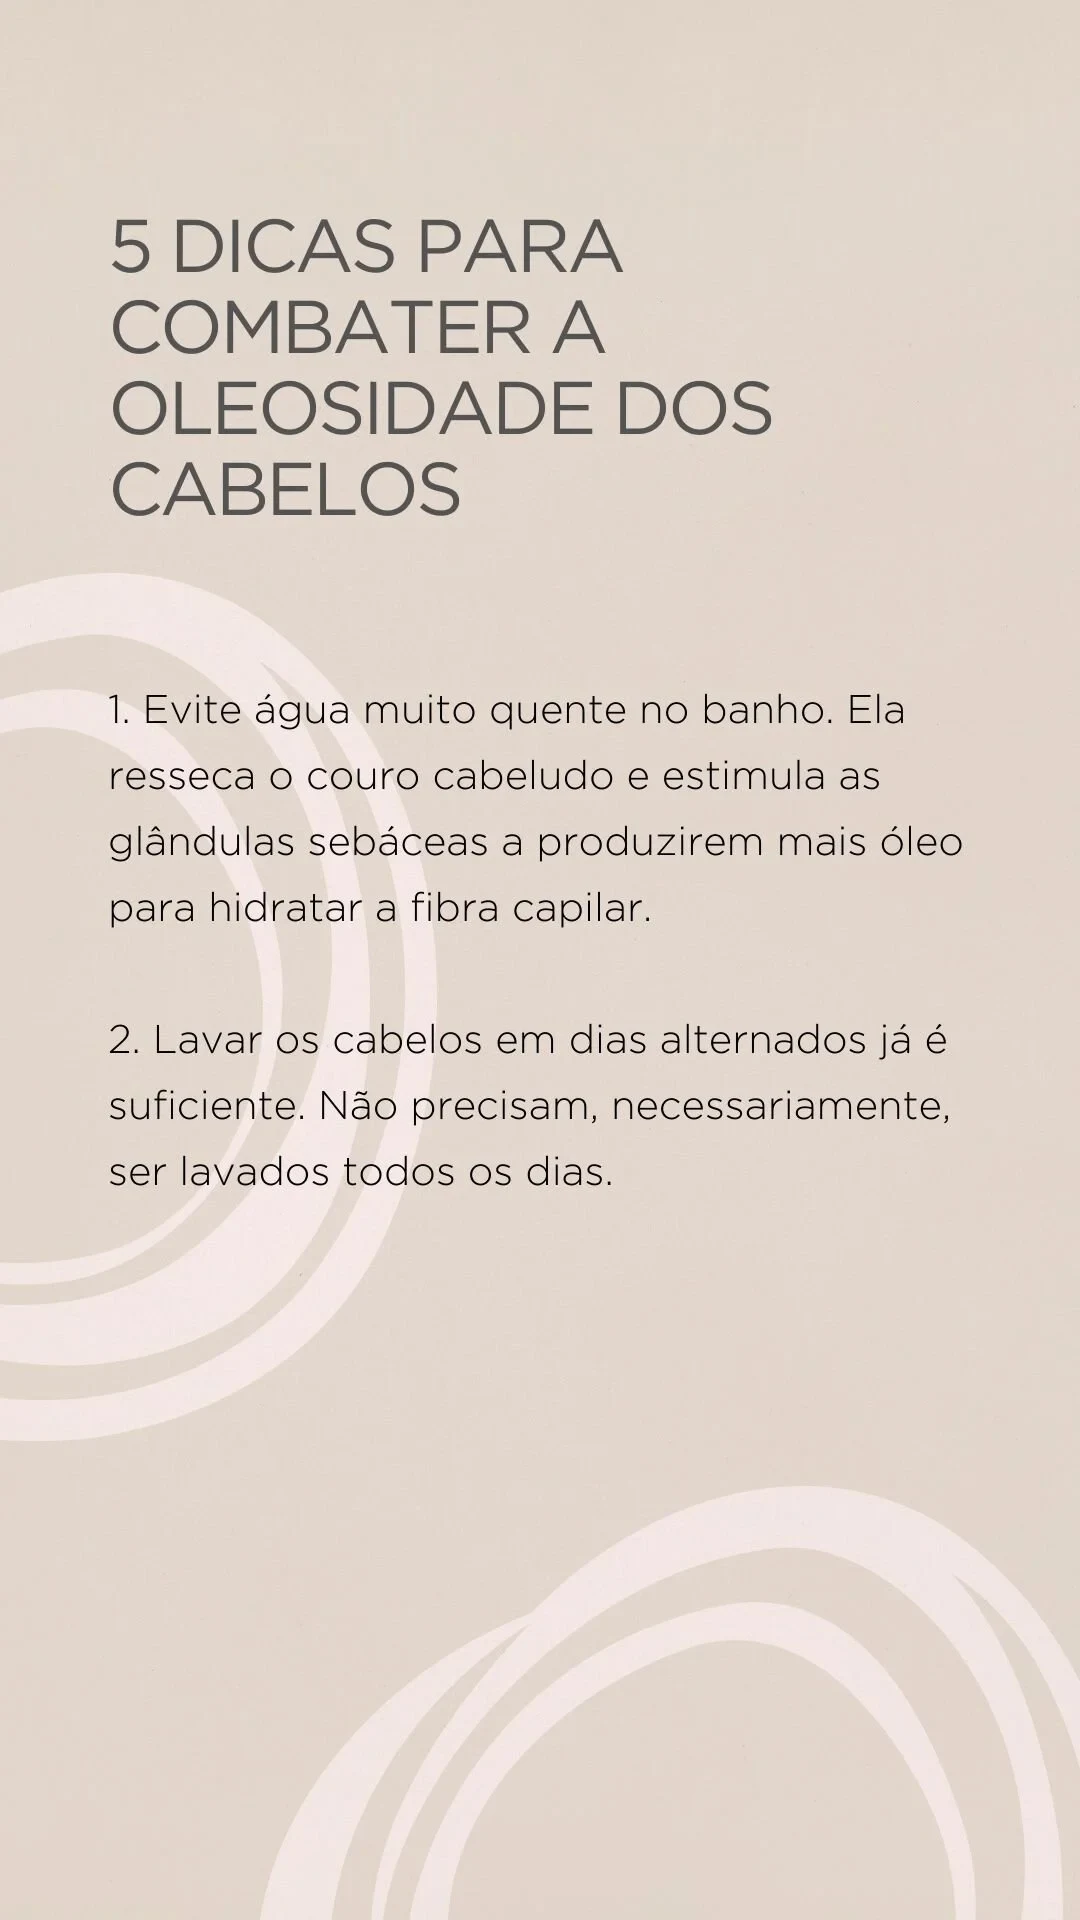 5 DICAS PARA
COMBATER A
OLEOSIDADE DOS
CABELOS
1. Evite água muito quente no banho. Ela
resseca o couro cabeludo e estimula as
glândulas sebáceas a produzirem mais óleo
para hidratar a fibra capilar.
2. Lavar os cabelos em dias alternados já é
suficiente. Não precisam, necessariamente,
ser lavados todos os dias.